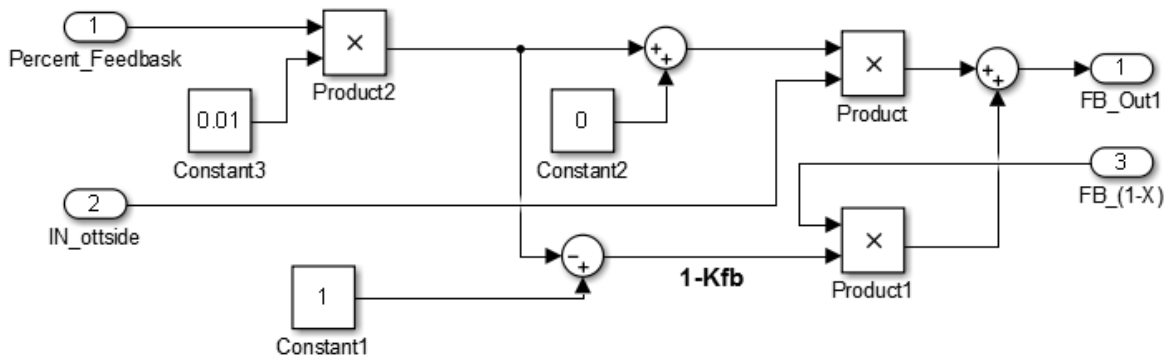 1
Percent_Feedbask
×
Product2
0.01
Constant3
+
+
0
Constant2
×
Product
+
+
1
FB_Out1
3
FB_(1-X)
2
IN_ottside
-
+
1-Kfb
×
Product1
1
Constant1